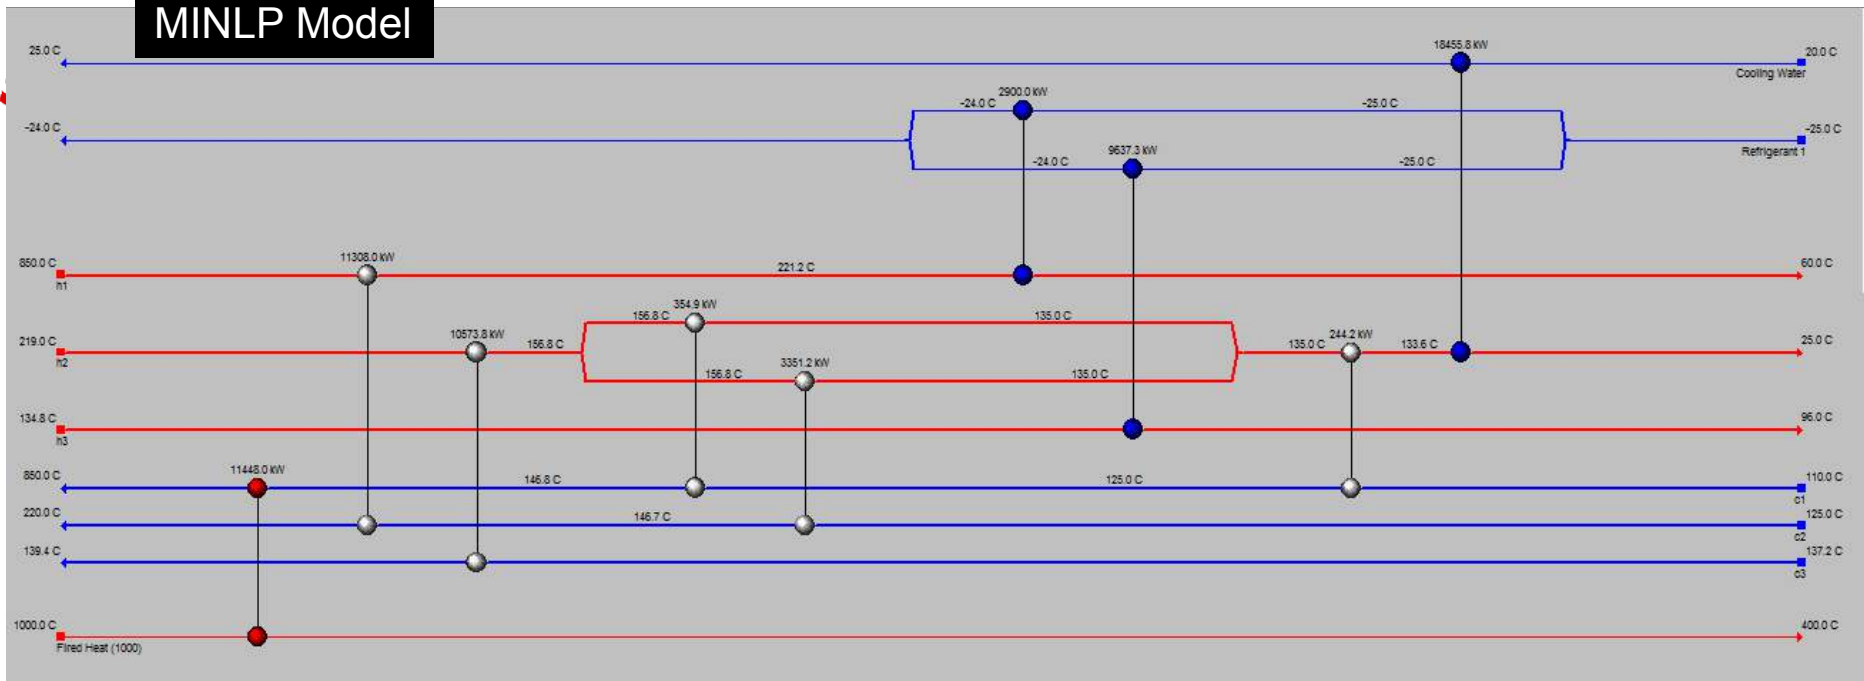 MINLP Model
25.0 C
18455.8 kW
20.0 C
Cooling Water
-24.0 C
2900.0 kW
-25.0 C
-24.0 C
-25.0 C
-24.0 C
9637.3 kW
-25.0 C
Refrigerant 1
850.0 C
11308.0 kW
221.2 C
60.0 C
h1
156.8 C
354.9 kW
135.0 C
219.0 C
10573.8 kW
156.8 C
135.0 C
244.2 kW
133.6 C
25.0 C
h2
156.8 C
3351.2 kW
135.0 C
134.8 C
96.0 C
h3
850.0 C
11448.0 kW
146.8 C
125.0 C
110.0 C
c1
220.0 C
146.7 C
125.0 C
c2
139.4 C
137.2 C
c3
1000.0 C
400.0 C
Fired Heat (1000)